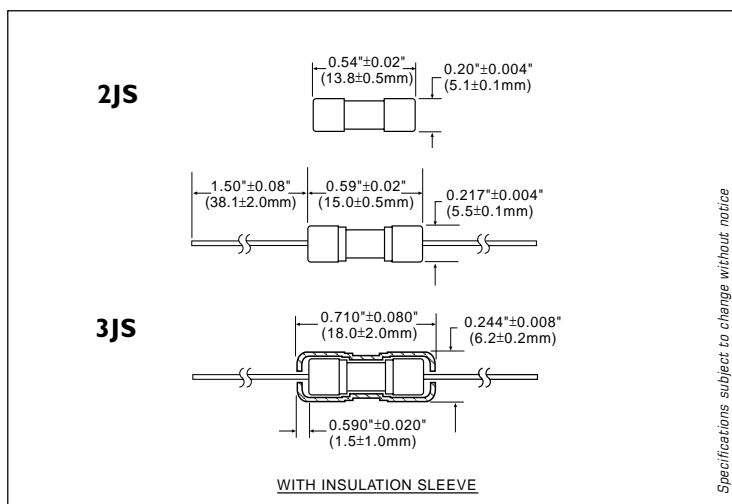 2JS
0.54"±0.02"
(13.8±0.5mm)
0.20"±0.004"
(5.1±0.1mm)
1.50"±0.08"
(38.1±2.0mm)
0.59"±0.02"
(15.0±0.5mm)
0.217"±0.004"
(5.5±0.1mm)
3JS
0.710"±0.080"
(18.0±2.0mm)
0.244"±0.008"
(6.2±0.2mm)
0.590"±0.020"
(1.5±1.0mm)
WITH INSULATION SLEEVE
Specifications subject to change without notice